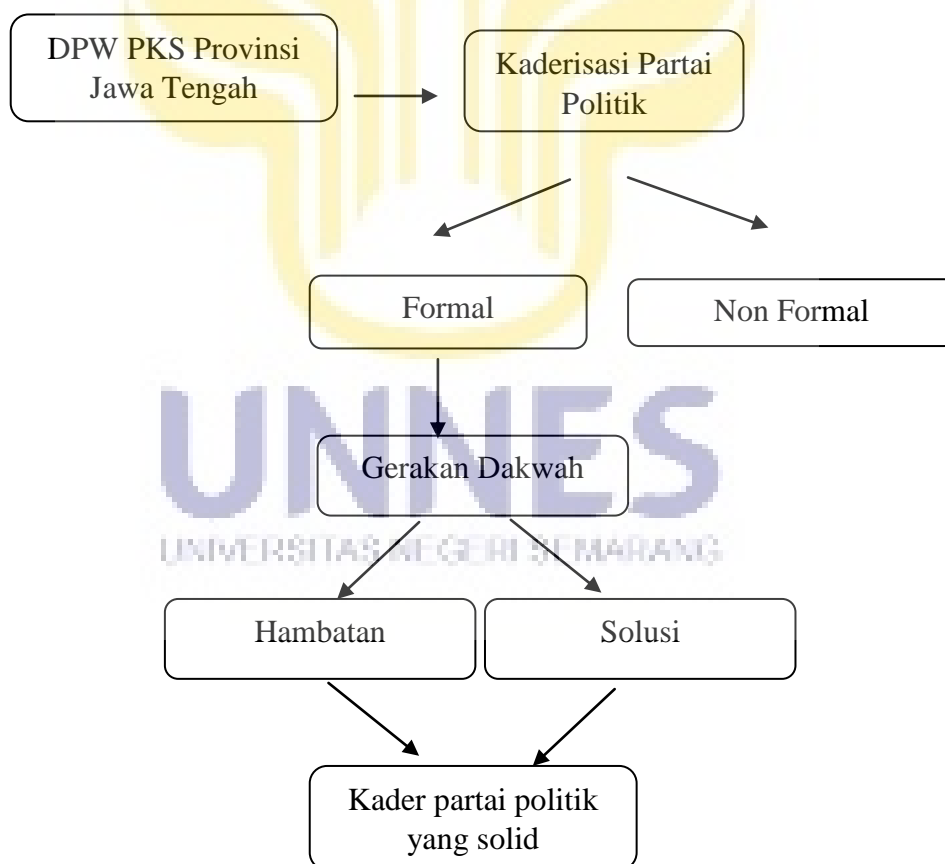 DPW PKS Provinsi
Jawa Tengah
Kaderisasi Partai
Politik
Formal
Non Formal
UNNES
Gerakan Dakwah
UNIVERSITAS NEGERI SEMARANG
Hambatan
Solusi
Kader partai politik
yang solid